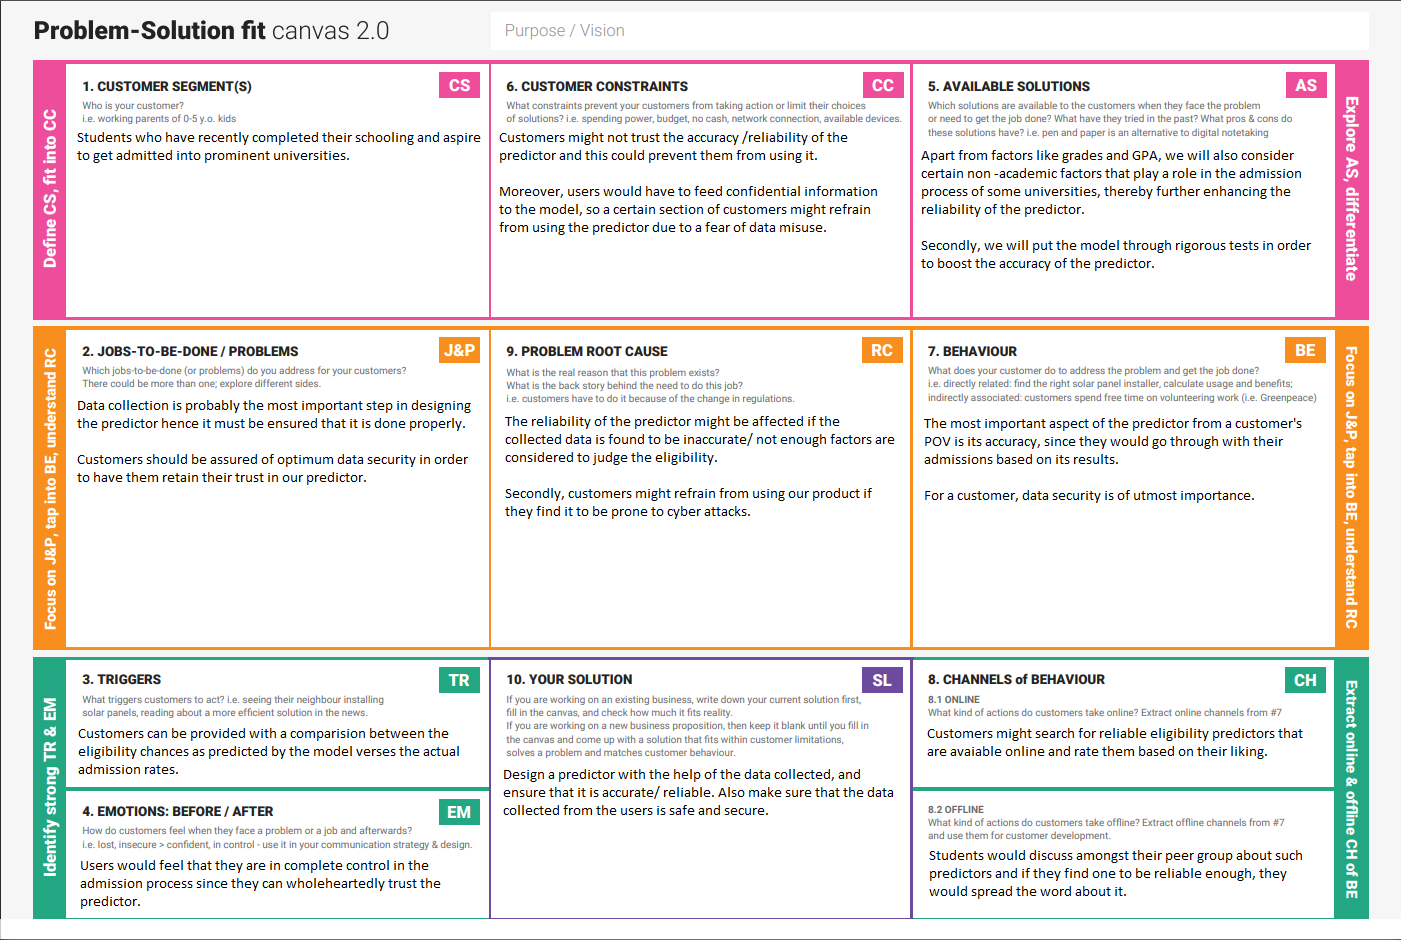 Problem-Solution fit canvas 2.0
Purpose / Vision
Define CS, fit into CC
1. CUSTOMER SEGMENT(S)
CS
Who is your customer?
i.e. working parents of 0-5 y.o. kids
Students who have recently completed their schooling and aspire
to get admitted into prominent universities.
6. CUSTOMER CONSTRAINTS
CC
What constraints prevent your customers from taking action or limit their choices
of solutions? i.e. spending power, budget, no cash, network connection, available devices.
Customers might not trust the accuracy /reliability of the
predictor and this could prevent them from using it.
Moreover, users would have to feed confidential information
to the model, so a certain section of customers might refrain
from using the predictor due to a fear of data misuse.
5. AVAILABLE SOLUTIONS
AS
Which solutions are available to the customers when they face the problem
or need to get the job done? What have they tried in the past? What pros & cons do
these solutions have? i.e. pen and paper is an alternative to digital notetaking
Apart from factors like grades and GPA, we will also consider
certain non -academic factors that play a role in the admission
process of some universities, thereby further enhancing the
reliability of the predictor.
Secondly, we will put the model through rigorous tests in order
to boost the accuracy of the predictor.
Explore AS, differentiate
Focus on J&P, tap into BE, understand RC
2. JOBS-TO-BE-DONE / PROBLEMS
J&P
Which jobs-to-be-done (or problems) do you address for your customers?
There could be more than one; explore different sides.
Data collection is probably the most important step in designing
the predictor hence it must be ensured that it is done properly.
Customers should be assured of optimum data security in order
to have them retain their trust in our predictor.
9. PROBLEM ROOT CAUSE
RC
What is the real reason that this problem exists?
What is the back story behind the need to do this job?
i.e. customers have to do it because of the change in regulations.
The reliability of the predictor might be affected if the
collected data is found to be inaccurate/ not enough factors are
considered to judge the eligibility.
Secondly, customers might refrain from using our product if
they find it to be prone to cyber attacks.
7. BEHAVIOUR
BE
What does your customer do to address the problem and get the job done?
i.e. directly related: find the right solar panel installer, calculate usage and benefits;
indirectly associated: customers spend free time on volunteering work (i.e. Greenpeace)
The most important aspect of the predictor from a customer's
POV is its accuracy, since they would go through with their
admissions based on its results.
For a customer, data security is of utmost importance.
Focus on J&P, tap into BE, understand RC
Identify strong TR & EM
3. TRIGGERS
TR
What triggers customers to act? i.e. seeing their neighbour installing
solar panels, reading about a more efficient solution in the news.
Customers can be provided with a comparision between the
eligibility chances as predicted by the model verses the actual
admission rates.
4. EMOTIONS: BEFORE / AFTER
EM
How do customers feel when they face a problem or a job and afterwards?
i.e. lost, insecure > confident, in control - use it in your communication strategy & design.
Users would feel that they are in complete control in the
admission process since they can wholeheartedly trust the
predictor.
10. YOUR SOLUTION
SL
If you are working on an existing business, write down your current solution first,
fill in the canvas, and check how much it fits reality.
If you are working on a new business proposition, then keep it blank until you fill in
the canvas and come up with a solution that fits within customer limitations,
solves a problem and matches customer behaviour.
Design a predictor with the help of the data collected, and
ensure that it is accurate/ reliable. Also make sure that the data
collected from the users is safe and secure.
8. CHANNELS of BEHAVIOUR
CH
8.1 ONLINE
What kind of actions do customers take online? Extract online channels from #7
Customers might search for reliable eligibility predictors that
are avaiable online and rate them based on their liking.
8.2 OFFLINE
What kind of actions do customers take offline? Extract offline channels from #7
and use them for customer development.
Students would discuss amongst their peer group about such
predictors and if they find one to be reliable enough, they
would spread the word about it.
Extract online & offline CH of BE